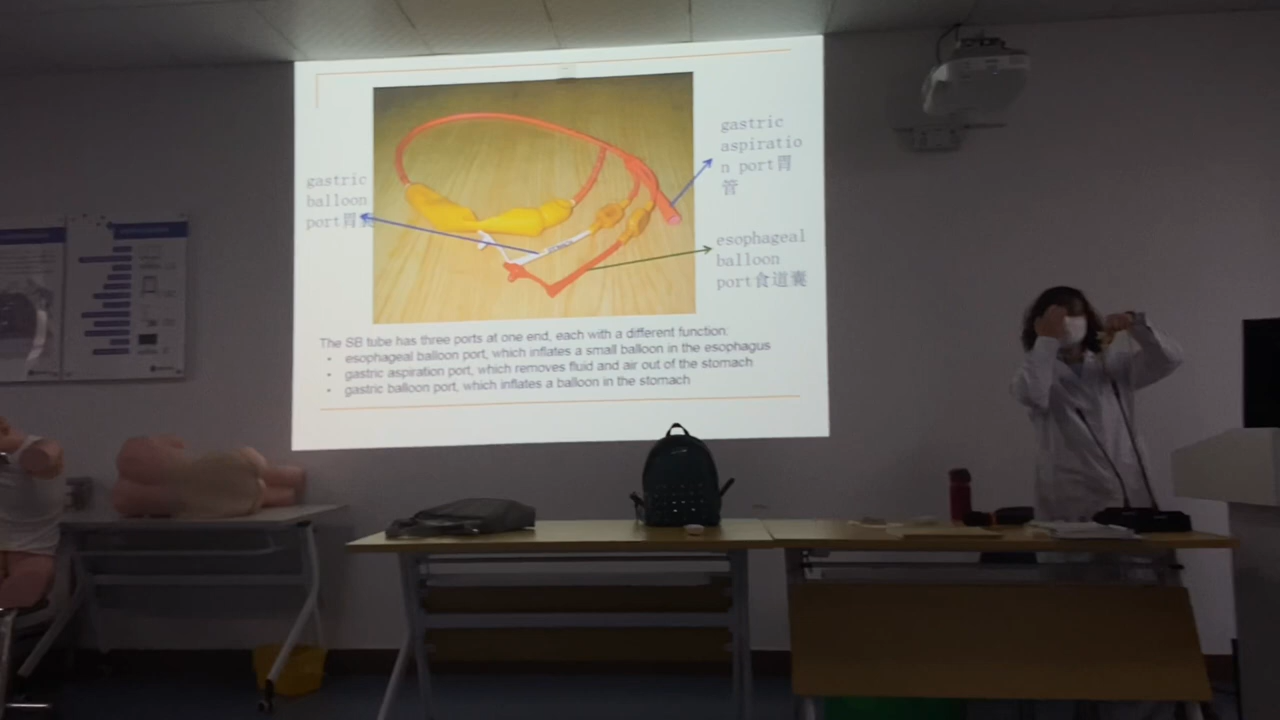 gastric
balloon
port胃囊
gastric
aspiratio
n port胃
管
esophageal
balloon
port食道囊
The SB tube has three ports at one end, each with a different function:
• esophageal balloon port, which inflates a small balloon in the esophagus
• gastric aspiration port, which removes fluid and air out of the stomach
• gastric balloon port, which inflates a balloon in the stomach